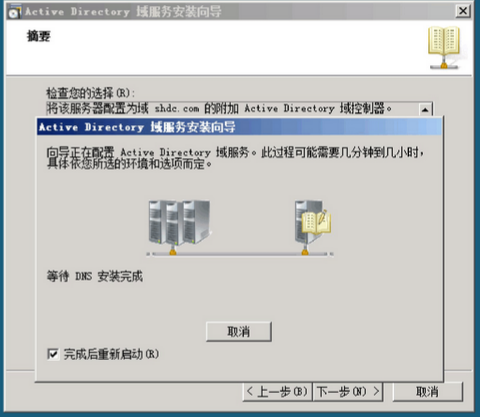 Active Directory 域服务安装向导
摘要
检查您的选择(R):
将该服务器配置为域 shdc.com 的附加 Active Directory 域控制器。
Active Directory 域服务安装向导
向导正在配置 Active Directory 域服务。此过程可能需要几分钟到几小时，
具体依您所选的环境和选项而定。
等待 DNS 安装完成
取消
完成后重新启动(R)
< 上一步(B) 下一步(N) > 取消